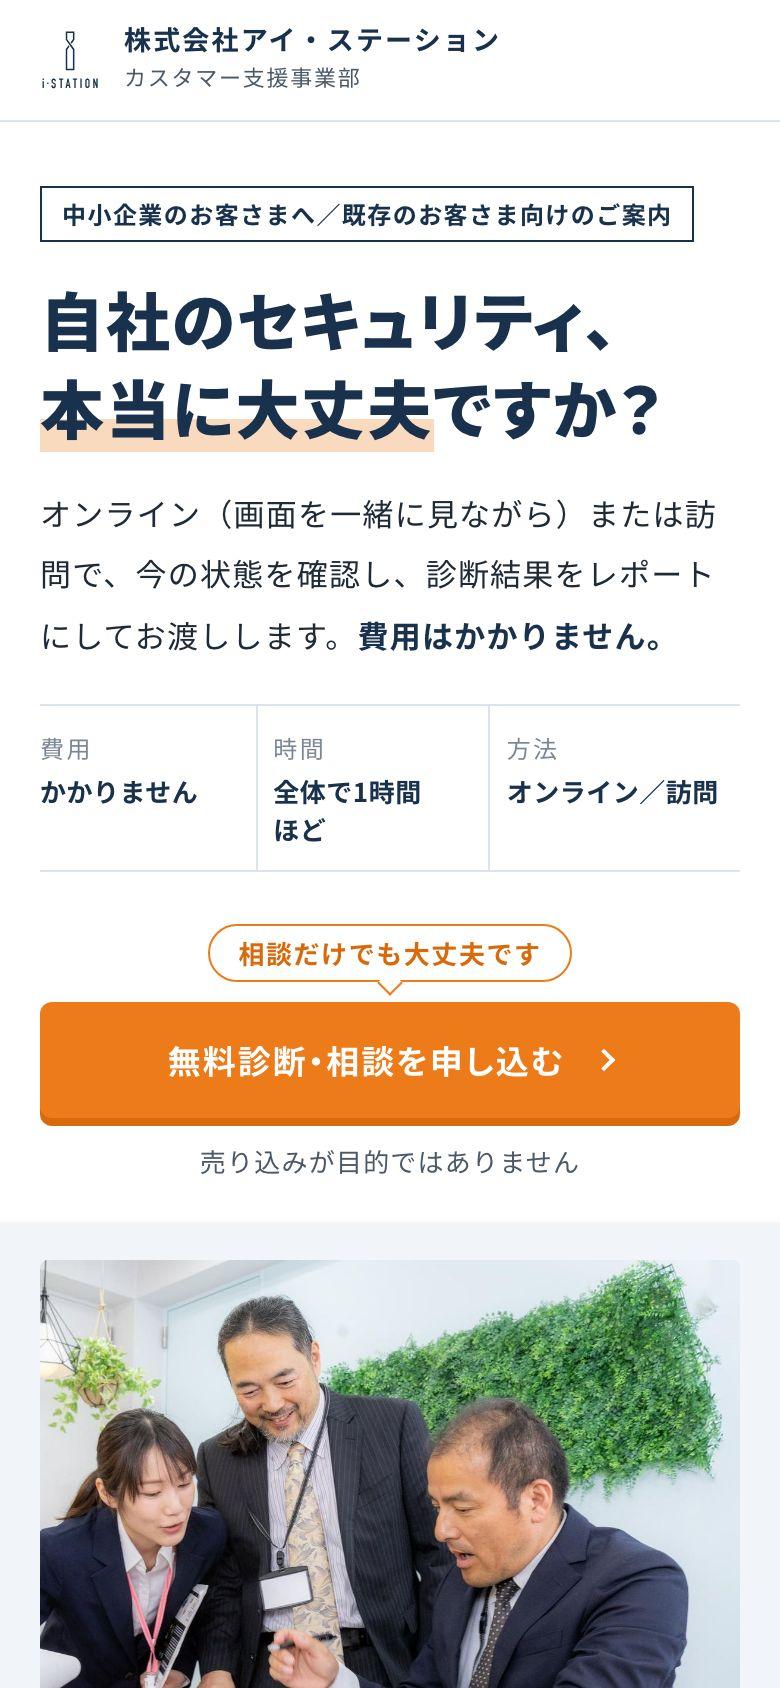 i-STATION
株式会社アイ・ステーション
カスタマー支援事業部
中小企業のお客さまへ／既存のお客さま向けのご案内
自社のセキュリティ、
本当に大丈夫ですか？
オンライン（画面を一緒に見ながら）または訪
問で、今の状態を確認し、診断結果をレポート
にしてお渡しします。費用はかかりません。
費用
かかりません
時間
全体で1時間
ほど
方法
オンライン／訪問
相談だけでも大丈夫です
無料診断・相談を申し込む
売り込みが目的ではありません